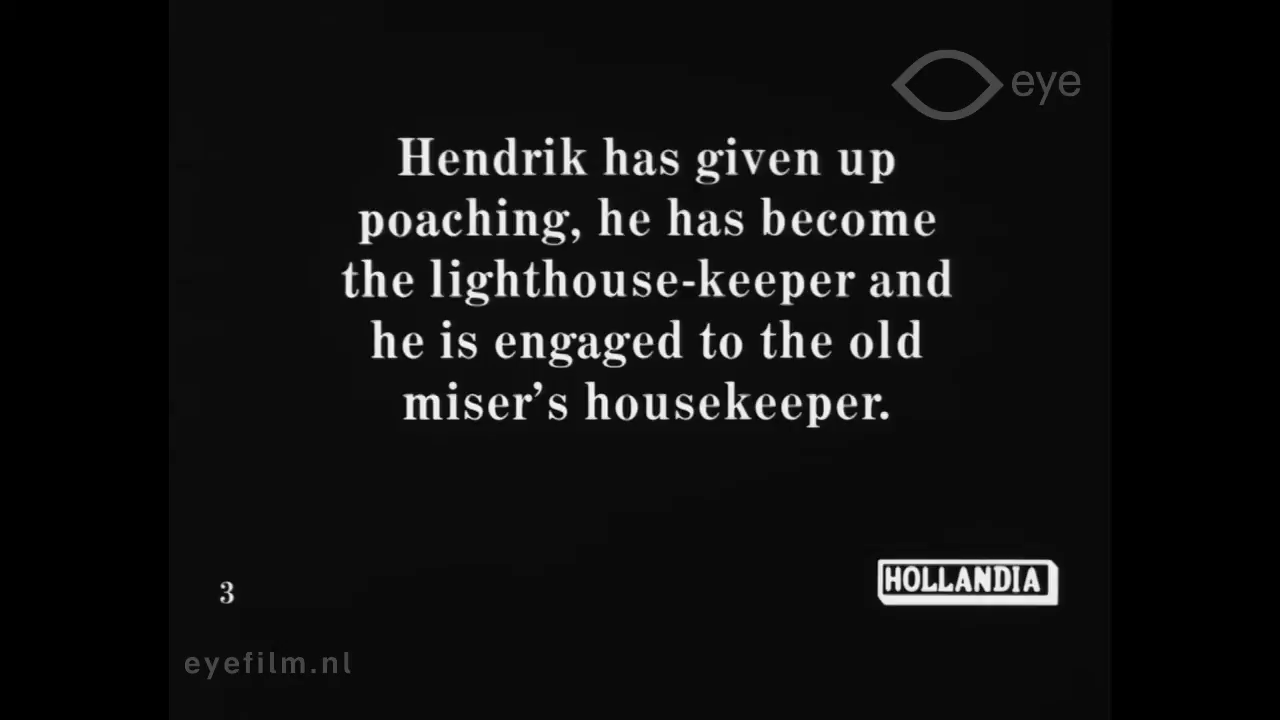 eye
Hendrik has given up
poaching, he has become
the lighthouse-keeper and
he is engaged to the old
miser’s housekeeper.
HOLLANDIA
3
eyefilm.nl